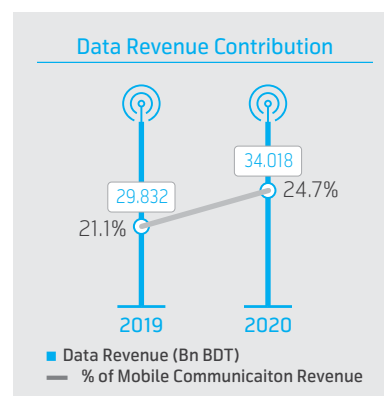 Data Revenue Contribution
34.018
29.832
24.7%
21.1%
2019 2020
Data Revenue (Bn BDT)
% of Mobile Communicaiton Revenue